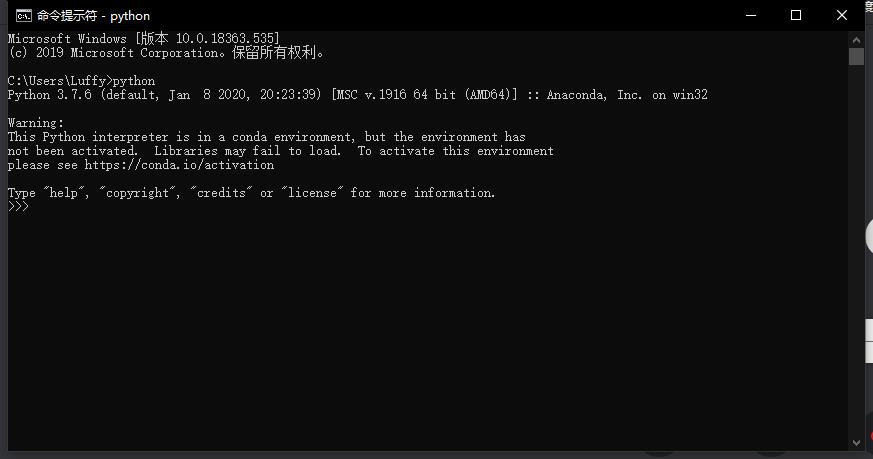 命令提示符 - python
Microsoft Windows [版本 10.0.18363.535]
(c) 2019 Microsoft Corporation。保留所有权利。
C:\Users\Luffy>python
Python 3.7.6 (default, Jan  8 2020, 20:23:39) [MSC v.1916 64 bit (AMD64)] :: Anaconda, Inc. on win32
Warning:
This Python interpreter is in a conda environment, but the environment has
not been activated.  Libraries may fail to load.  To activate this environment
please see https://conda.io/activation
Type "help", "copyright", "credits" or "license" for more information.
>>>